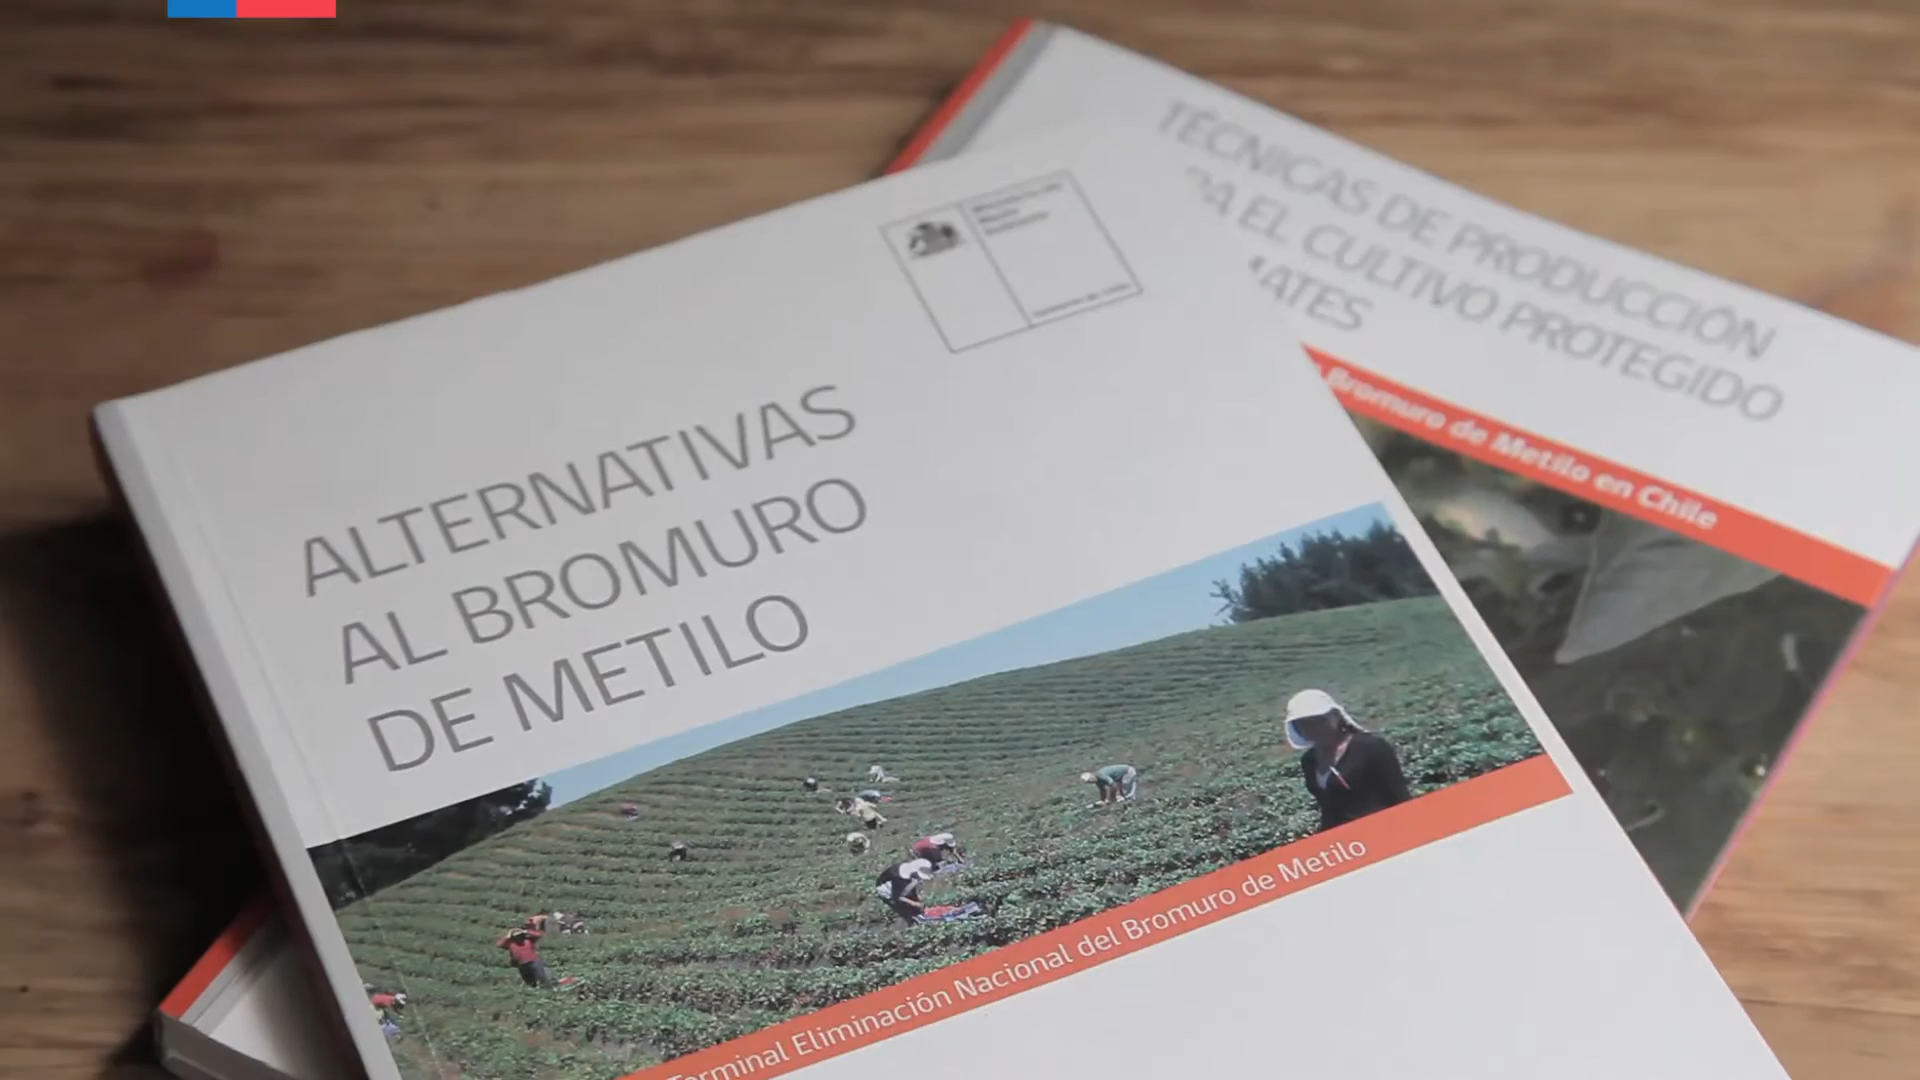 ALTERNATIVAS
AL BROMURO
DE METILO
Terminal Eliminación Nacional del Bromuro de Metilo
TÉCNICAS DE PRODUCCIÓN
EL CULTIVO PROTEGIDO
Bromuro de Metilo en Chile